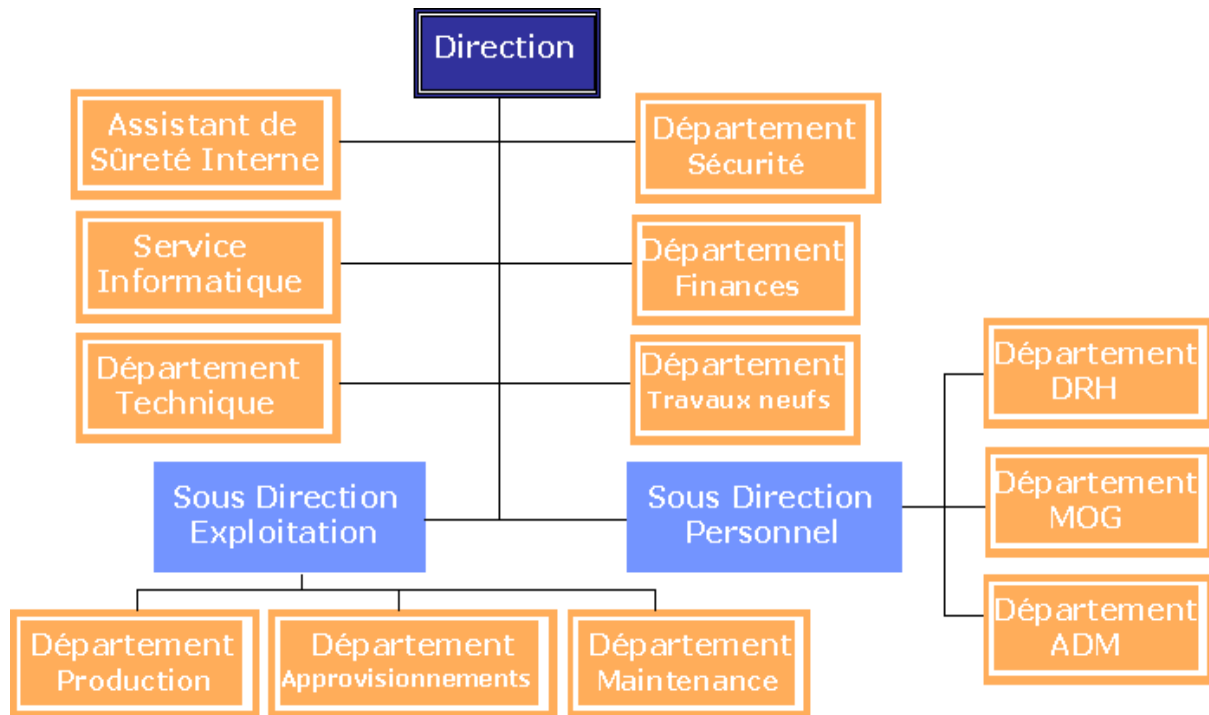 Direction
Assistant de
Sûreté Interne
Département
Sécurité
Service
Informatique
Département
Finances
Département
Technique
Département
Travaux neufs
Sous Direction
Exploitation
Sous Direction
Personnel
Département
DRH
Département
MOG
Département
ADM
Département
Production
Département
Approvisionnements
Département
Maintenance